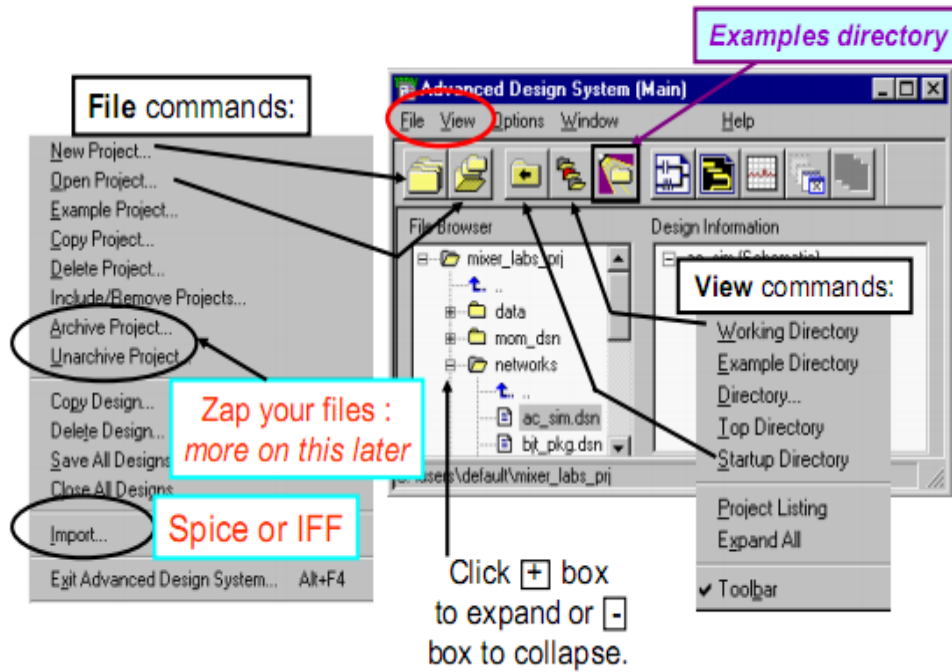 Examples directory
File commands:
New Project...
Open Project...
Example Project...
Copy Project...
Delete Project...
Include/Remove Projects...
Archive Project...
Unarchive Project
Copy Design...
Delete Design...
Save All Designs
Close All Designs
Import...
Exit Advanced Design System... Alt+F4
Zap your files :
more on this later
Spice or IFF
Advanced Design System (Main)
File View Options Window Help
File Browser
mixer_labs_prj
..
data
mom_dsn
networks
..
ac_sim.dsn
bjt_pkg.dsn
users\default\mixer_labs_prj
Design Information
ac_sim (Schematic)
View commands:
Working Directory
Example Directory
Directory...
Top Directory
Startup Directory
Project Listing
Expand All
✔ Toolbar
Click + box
to expand or -
box to collapse.